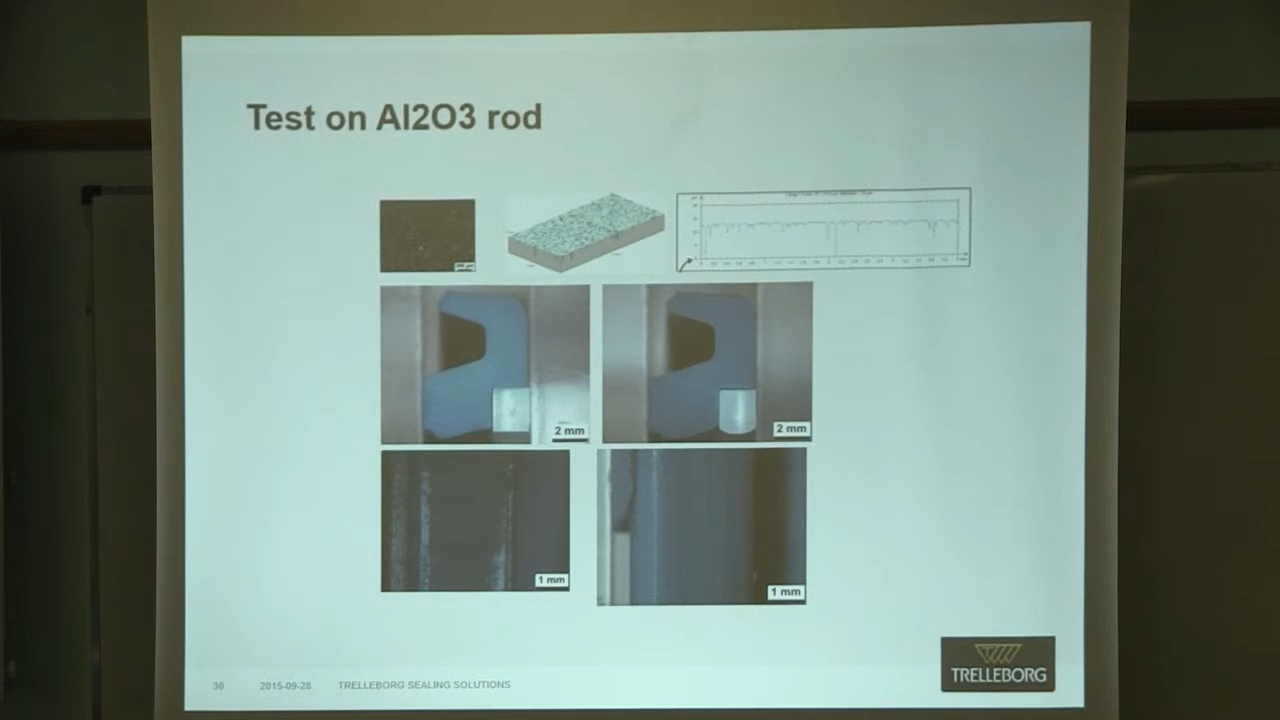 Test on Al2O3 rod
2 mm
2 mm
1 mm
1 mm
30
2015-09-28
TRELLEBORG SEALING SOLUTIONS
TRELLEBORG